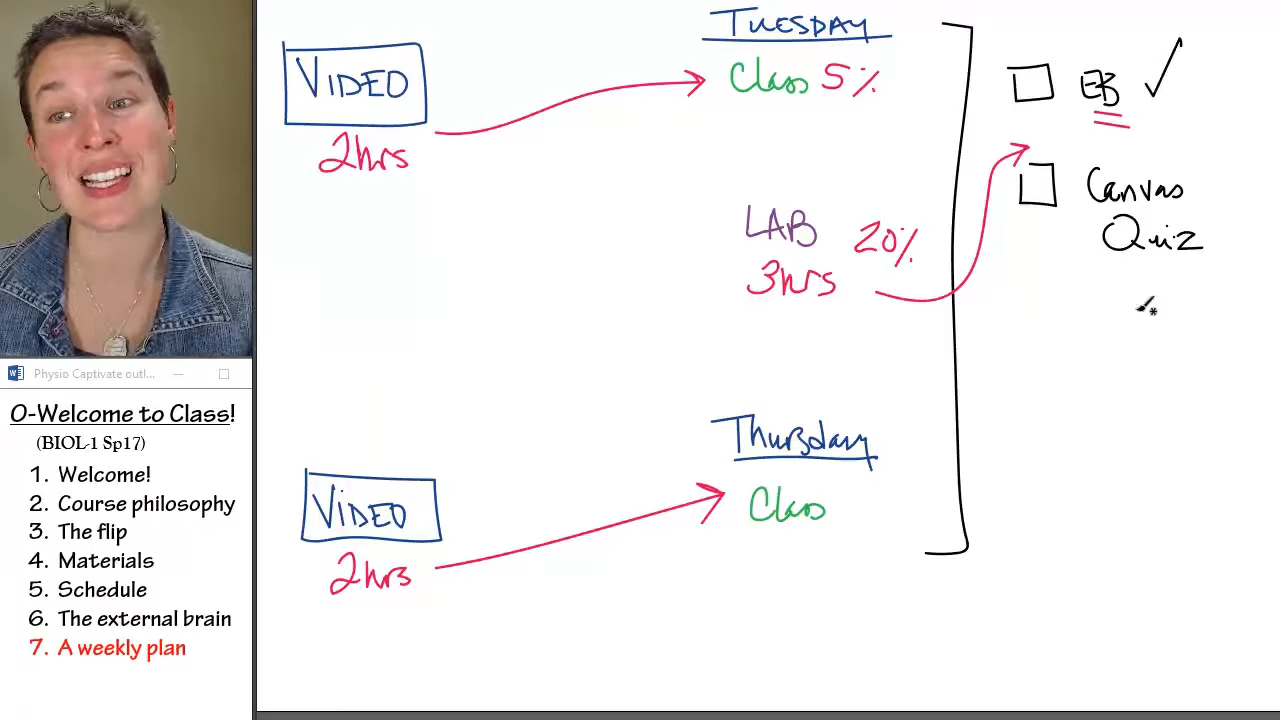 TUESDAY
VIDEO
Class 5%
2hrs
LAB 20%
3hrs
Thursday
VIDEO
Class
2hrs
EB ✓
Canvas
Quiz
Physio Captivate outl...
0-Welcome to Class!
(BIOL-1 Sp17)
1. Welcome!
2. Course philosophy
3. The flip
4. Materials
5. Schedule
6. The external brain
7. A weekly plan